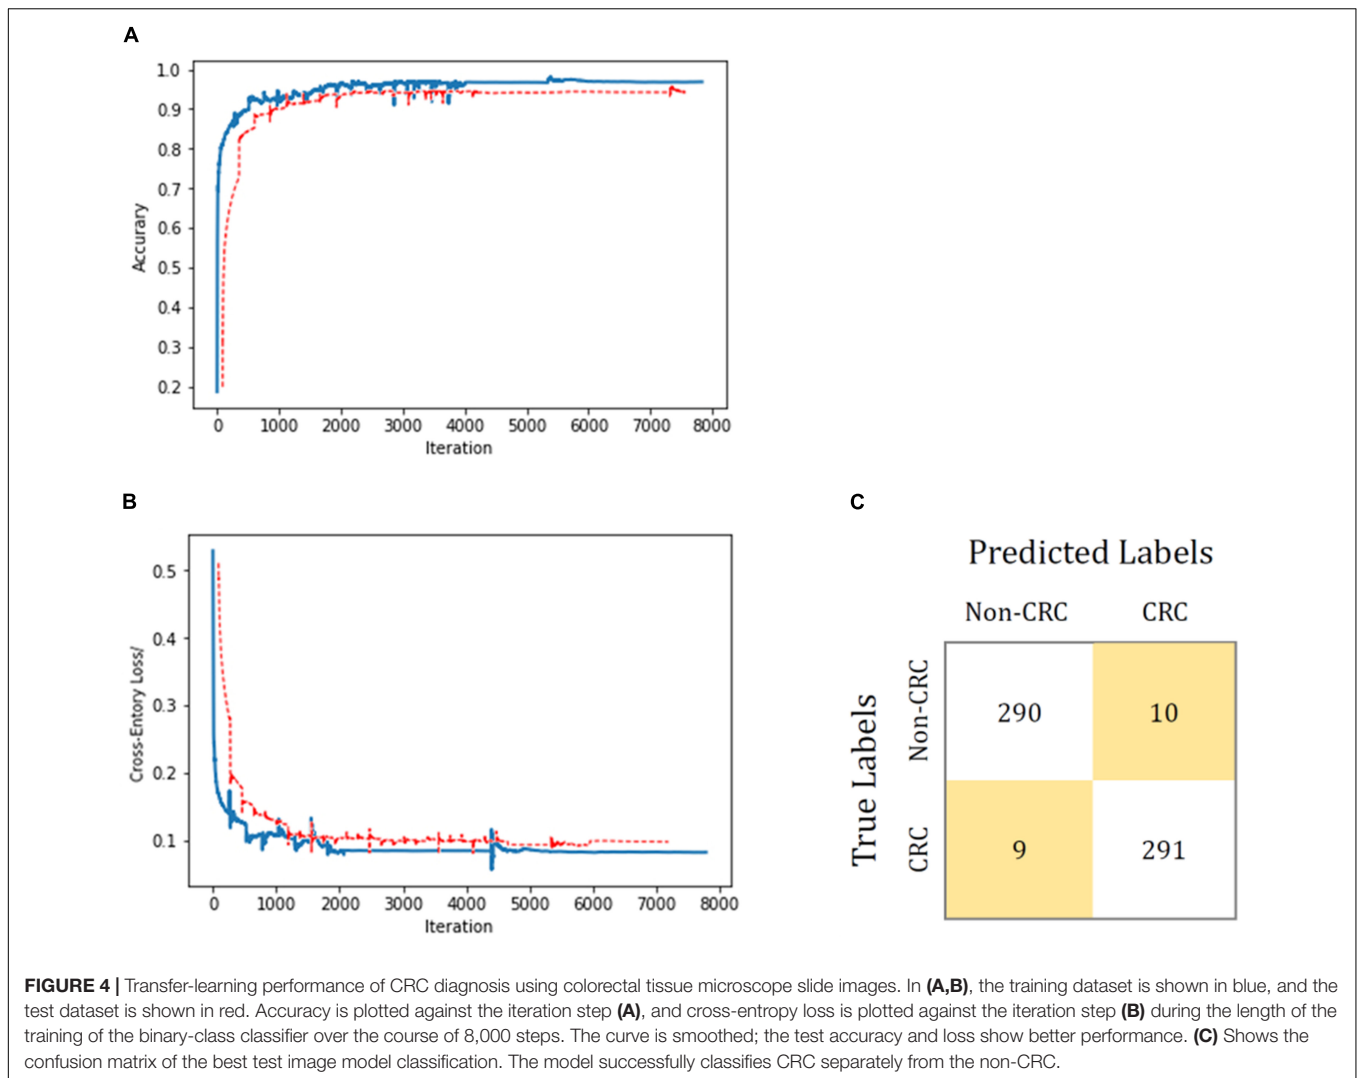 A
1.0
0.9
0.8
0.7
0.6
0.5
0.4
0.3
0.2
Accurary
0 1000 2000 3000 4000 5000 6000 7000 8000
Iteration
B
0.5
0.4
0.3
0.2
0.1
Cross-Entory Loss/
0 1000 2000 3000 4000 5000 6000 7000 8000
Iteration
C
Predicted Labels
Non-CRC CRC
True Labels
Non-CRC
290 10
CRC
9 291
FIGURE 4 | Transfer-learning performance of CRC diagnosis using colorectal tissue microscope slide images. In (A,B), the training dataset is shown in blue, and the
test dataset is shown in red. Accuracy is plotted against the iteration step (A), and cross-entropy loss is plotted against the iteration step (B) during the length of the
training of the binary-class classifier over the course of 8,000 steps. The curve is smoothed; the test accuracy and loss show better performance. (C) Shows the
confusion matrix of the best test image model classification. The model successfully classifies CRC separately from the non-CRC.